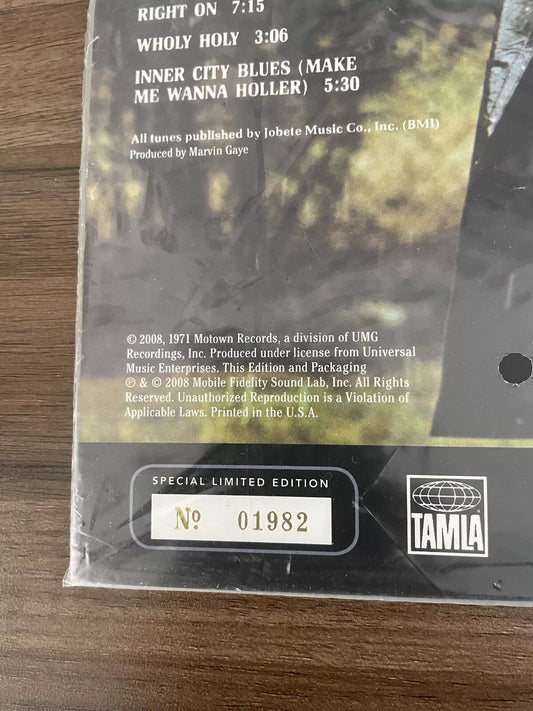 RIGHT ON 7:15
WHOLY HOLY 3:06
INNER CITY BLUES (MAKE
ME WANNA HOLLER) 5:30
All tunes published by Jobete Music Co., Inc. (BMI)
Produced by Marvin Gaye
© 2008, 1971 Motown Records, a division of UMG
Recordings, Inc. Produced under license from Universal
Music Enterprises. This Edition and Packaging
℗ & © 2008 Mobile Fidelity Sound Lab, Inc. All Rights
Reserved. Unauthorized Reproduction is a Violation of
Applicable Laws. Printed in the U.S.A.
SPECIAL LIMITED EDITION
Nº 01982
TAMLA